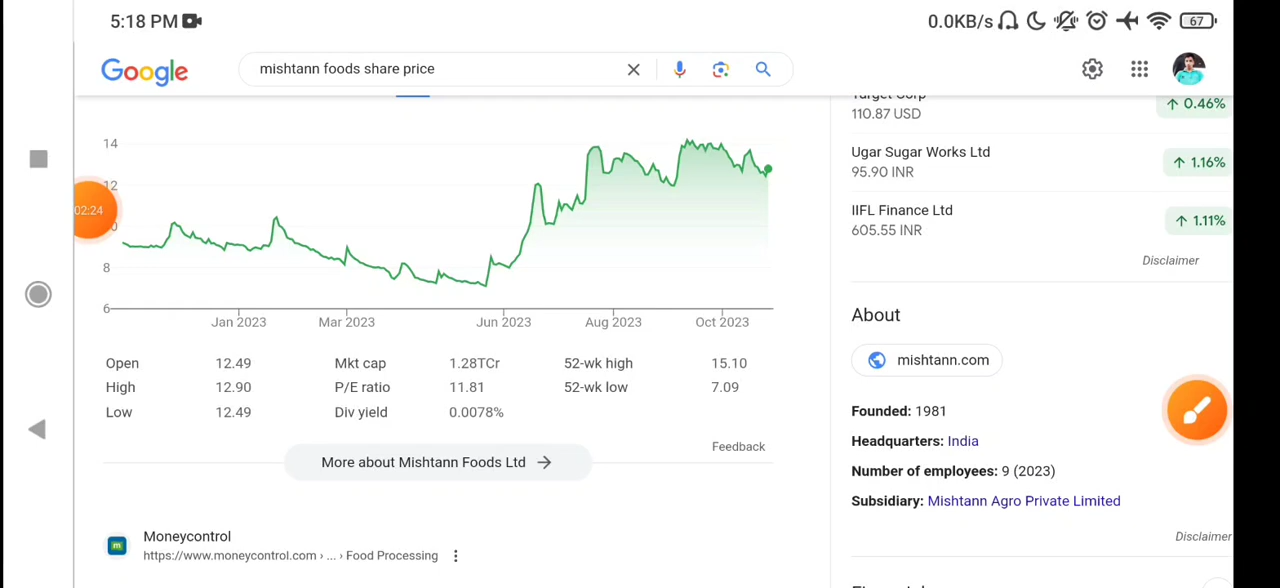 5:18 PM
0.0KB/s
67
Google
mishtann foods share price
14
12
8
6
02:24
Jan 2023
Mar 2023
Jun 2023
Aug 2023
Oct 2023
Open 12.49 Mkt cap 1.28TCr 52-wk high 15.10
High 12.90 P/E ratio 11.81 52-wk low 7.09
Low 12.49 Div yield 0.0078%
Feedback
More about Mishtann Foods Ltd
Moneycontrol
https://www.moneycontrol.com › ... › Food Processing
Target Corp
110.87 USD
↑ 0.46%
Ugar Sugar Works Ltd
95.90 INR
↑ 1.16%
IIFL Finance Ltd
605.55 INR
↑ 1.11%
Disclaimer
About
mishtann.com
Founded: 1981
Headquarters: India
Number of employees: 9 (2023)
Subsidiary: Mishtann Agro Private Limited
Disclaimer